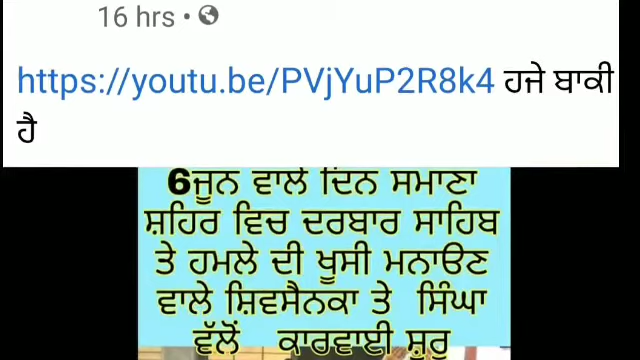 16 hrs •
https://youtu.be/PVjYuP2R8k4 ਹਜੇ ਬਾਕੀ
ਹੈ
6ਜੂਨ ਵਾਲੇ ਦਿਨ ਸਮਾਣਾ
ਸ਼ਹਿਰ ਵਿਚ ਦਰਬਾਰ ਸਾਹਿਬ
ਤੇ ਹਮਲੇ ਦੀ ਖੂਸੀ ਮਨਾਓਣ
ਵਾਲੇ ਸ਼ਿਵਸੈਨਕਾ ਤੇ ਸਿੰਘਾ
ਵੱਲੋਂ ਕਾਰਵਾਈ ਸ਼ੁਰੂ